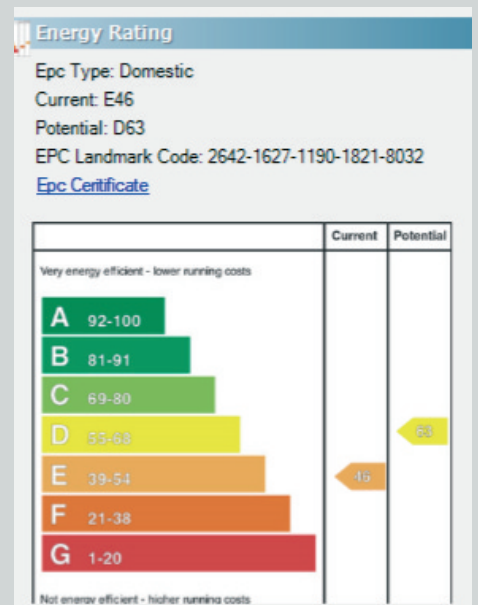 Energy Rating
Epc Type: Domestic
Current: E46
Potential: D63
EPC Landmark Code: 2642-1627-1190-1821-8032
Epc Ceritificate
Current Potential
Very energy efficient - lower running costs
A 92-100
B 81-91
C 69-80
D 55-68
63
E 39-54
46
F 21-38
G 1-20
Not energy efficient - higher running costs